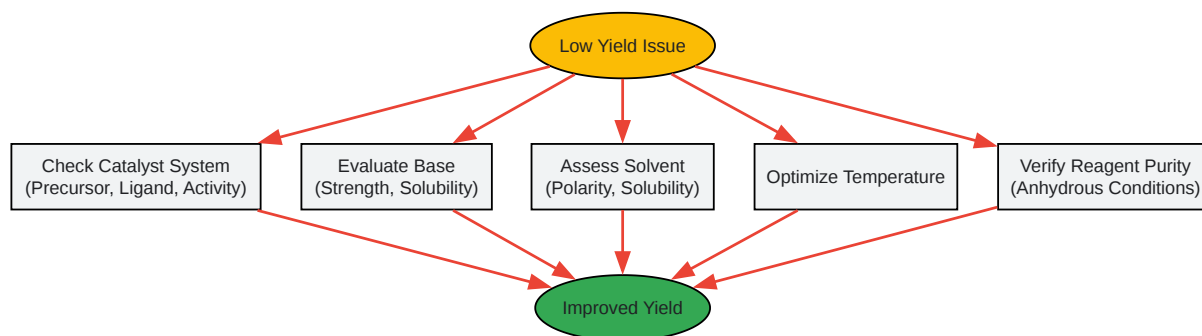 Low Yield Issue
Check Catalyst System
(Precursor, Ligand, Activity)
Evaluate Base
(Strength, Solubility)
Assess Solvent
(Polarity, Solubility)
Optimize Temperature
Verify Reagent Purity
(Anhydrous Conditions)
Improved Yield